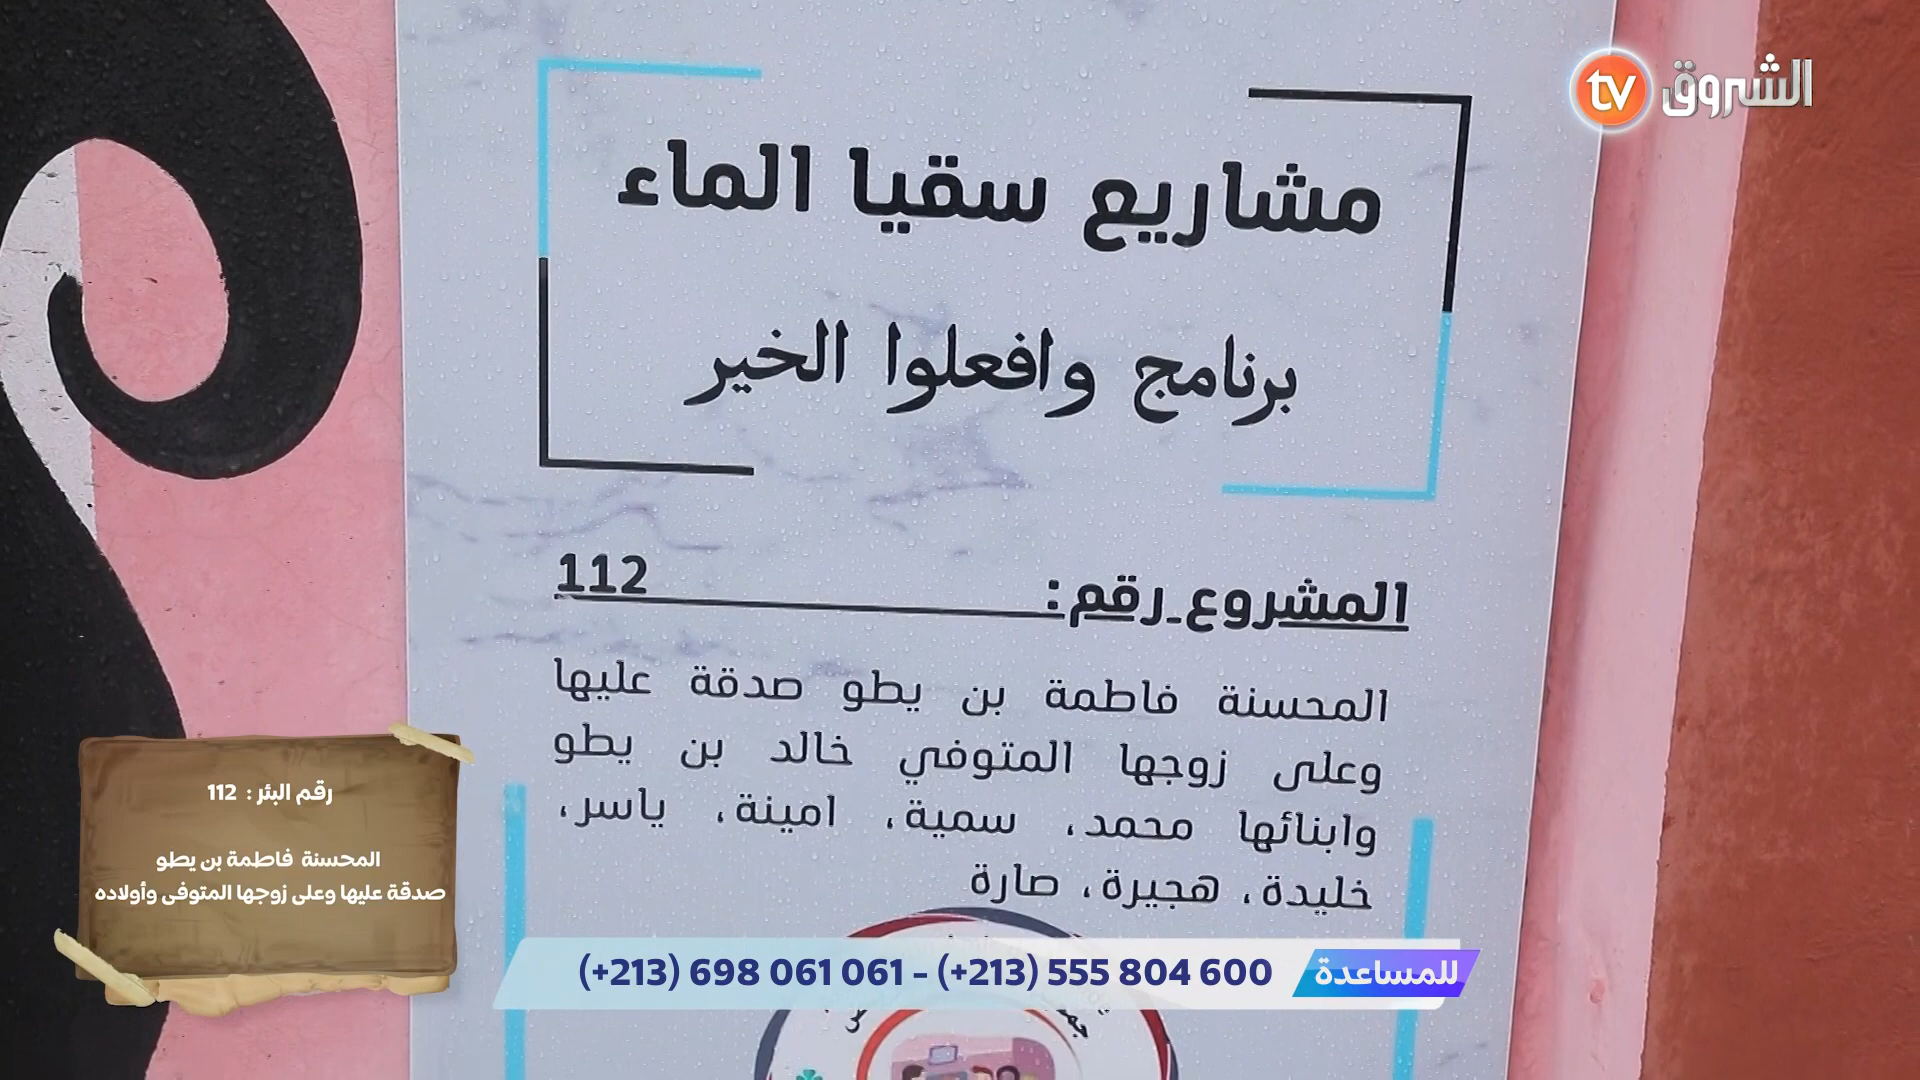 الشروق tv
مشاريع سقيا الماء
برنامج وافعلوا الخير
المشروع رقم: 112
المحسنة فاطمة بن يطو صدقة عليها
وعلى زوجها المتوفي خالد بن يطو
وابنائها محمد، سمية، امينة، ياسر،
خليدة، هجيرة، صارة
رقم البئر : 112
المحسنة فاطمة بن يطو
صدقة عليها وعلى زوجها المتوفى وأولاده
للمساعدة (+213) 698 061 061 - (+213) 555 804 600